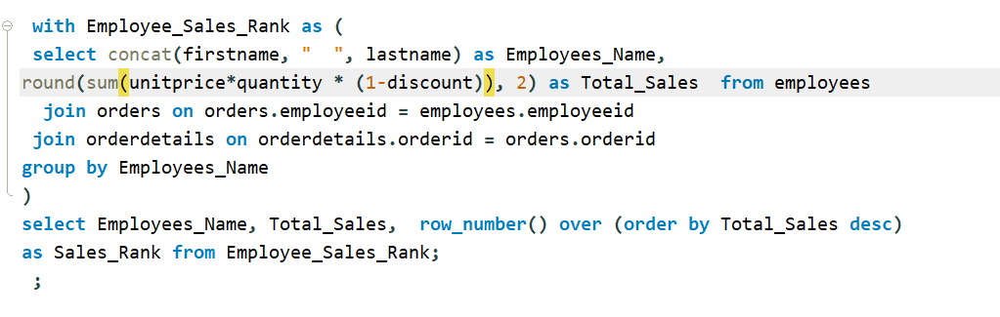 with Employee_Sales_Rank as (
select concat(firstname, "  ", lastname) as Employees_Name,
round(sum(unitprice*quantity * (1-discount)), 2) as Total_Sales  from employees
join orders on orders.employeeid = employees.employeeid
join orderdetails on orderdetails.orderid = orders.orderid
group by Employees_Name
)
select Employees_Name, Total_Sales,  row_number() over (order by Total_Sales desc)
as Sales_Rank from Employee_Sales_Rank;
;